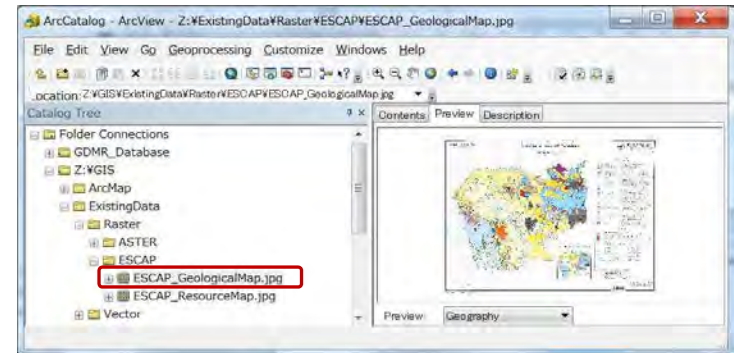 ArcCatalog - ArcView - Z:¥ExistingData¥Raster¥ESCAP¥ESCAP_GeologicalMap.jpg
File Edit View Go Geoprocessing Customize Windows Help
_ocation: Z:¥GIS¥ExistingData¥Raster¥ESCAP¥ESCAP_GeologicalMap.jpg
Catalog Tree
Contents Preview Description
Folder Connections
GDMR_Database
Z:¥GIS
ArcMap
ExistingData
Raster
ASTER
ESCAP
ESCAP_GeologicalMap.jpg
ESCAP_ResourceMap.jpg
Vector
Preview: Geography